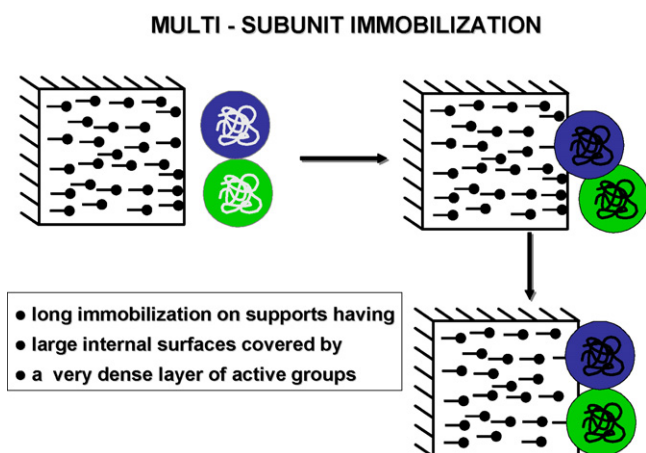 MULTI - SUBUNIT IMMOBILIZATION
● long immobilization on supports having
● large internal surfaces covered by
● a very dense layer of active groups